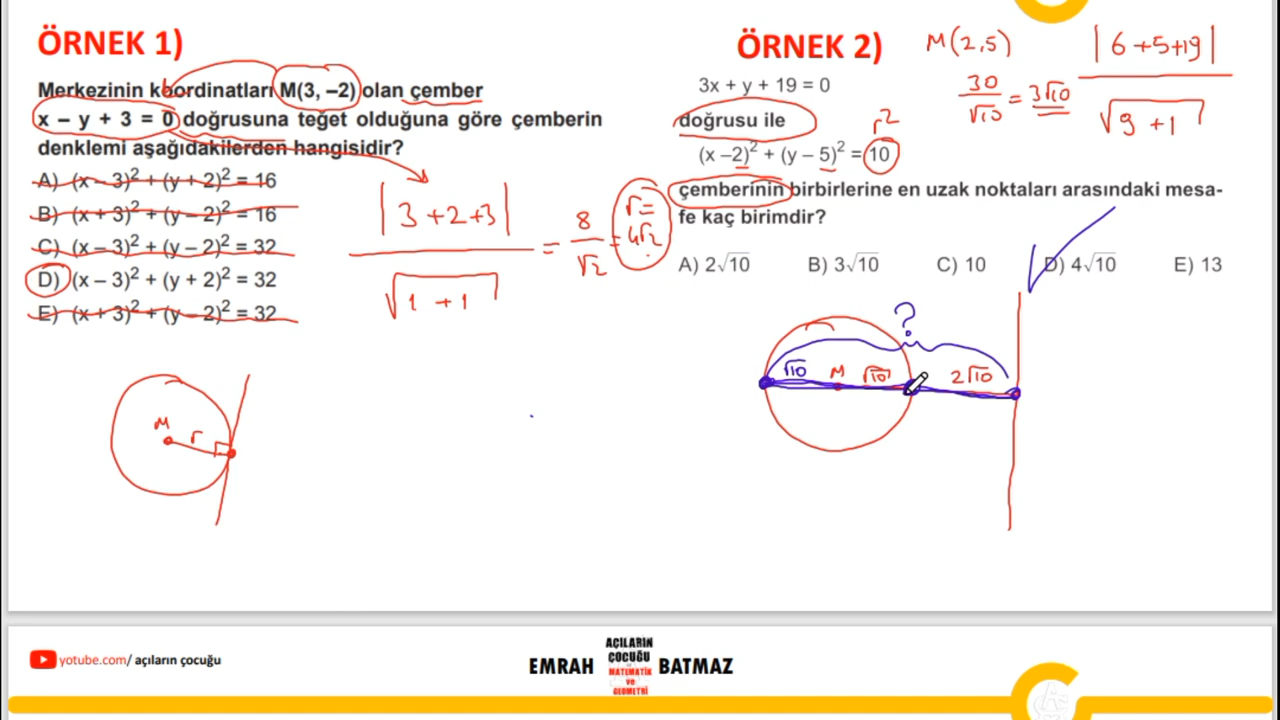 ÖRNEK 1)
Merkezinin koordinatları M(3, –2) olan çember
x – y + 3 = 0 doğrusuna teğet olduğuna göre çemberin
denklemi aşağıdakilerden hangisidir?
A) (x – 3)² + (y + 2)² = 16
B) (x + 3)² + (y – 2)² = 16
C) (x – 3)² + (y – 2)² = 32
D) (x – 3)² + (y + 2)² = 32
E) (x + 3)² + (y – 2)² = 32
|3 + 2 + 3|
√1 + 1
= 8/√2 = r = 4√2
M
r
ÖRNEK 2)
M(2,5)
|6 + 5 + 19|
√9 + 1
30/√10 = 3√10
3x + y + 19 = 0
doğrusu ile
r²
(x –2)² + (y – 5)² = 10
çemberinin birbirlerine en uzak noktaları arasındaki mesa-
fe kaç birimdir?
A) 2√10 B) 3√10 C) 10 D) 4√10 E) 13
?
√10 M √10 2√10
yotube.com/ açıların çocuğu
EMRAH
AÇILARIN
ÇOCUĞU
MATEMATİK
ve
GEOMETRİ
BATMAZ